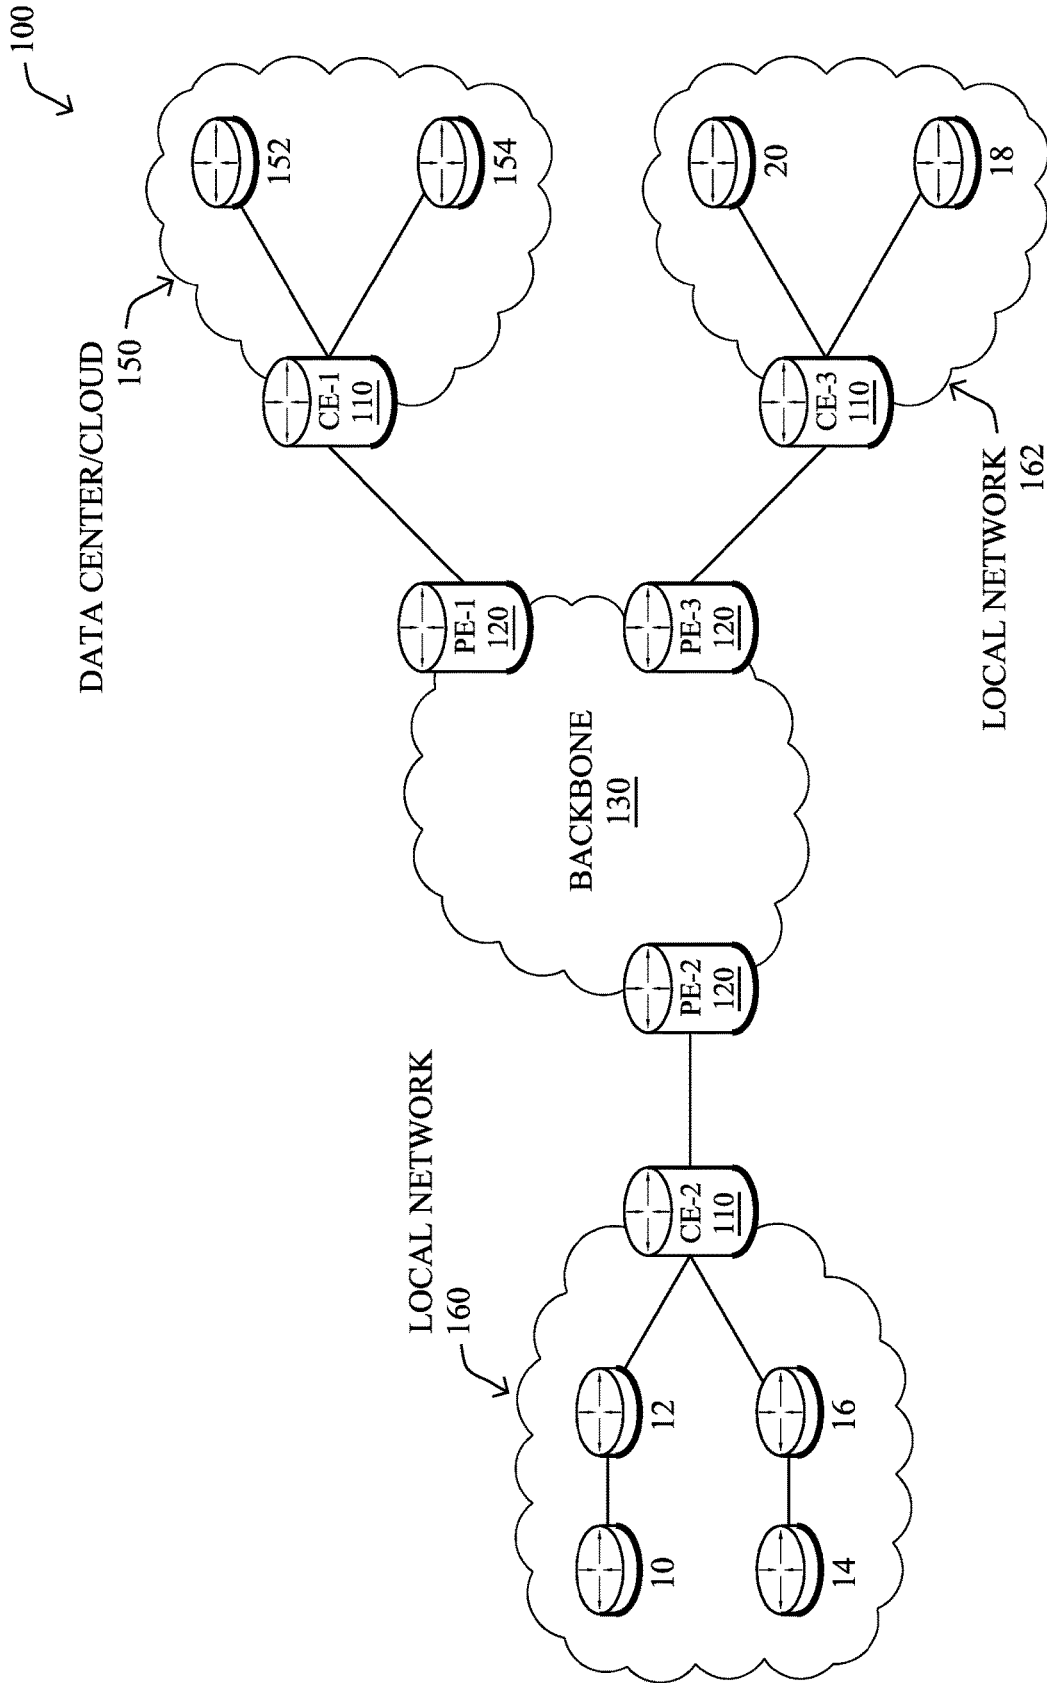 100
DATA CENTER/CLOUD
150
152
154
CE-1
110
LOCAL NETWORK
160
PE-1
120
BACKBONE
130
10
12
CE-2
110
PE-2
120
PE-3
120
14
16
CE-3
110
20
18
LOCAL NETWORK
162